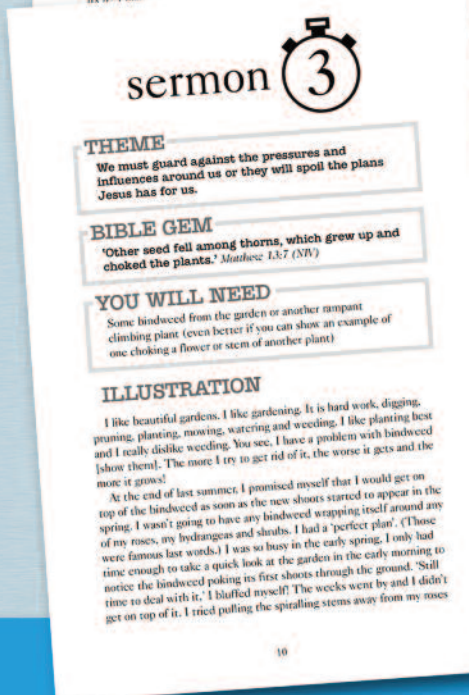 sermon 3
THEME
We must guard against the pressures and
influences around us or they will spoil the plans
Jesus has for us.
BIBLE GEM
'Other seed fell among thorns, which grew up and
choked the plants.' Matthew 13:7 (NIV)
YOU WILL NEED
Some bindweed from the garden or another rampant
climbing plant (even better if you can show an example of
one choking a flower or stem of another plant)
ILLUSTRATION
I like beautiful gardens. I like gardening. It is hard work, digging,
pruning, planting, mowing, watering and weeding. I like planting best
and I really dislike weeding. You see, I have a problem with bindweed
[show them]. The more I try to get rid of it, the worse it gets and the
more it grows!
At the end of last summer, I promised myself that I would get on
top of the bindweed as soon as the new shoots started to appear in the
spring. I wasn't going to have any bindweed wrapping itself around any
of my roses, my hydrangeas and shrubs. I had a 'perfect plan'. (Those
were famous last words.) I was so busy in the early spring, I only had
time enough to take a quick look at the garden in the early morning to
notice the bindweed poking its first shoots through the ground. 'Still
time to deal with it,' I bluffed myself! The weeks went by and I didn't
get on top of it. I tried pulling the spiralling stems away from my roses
10